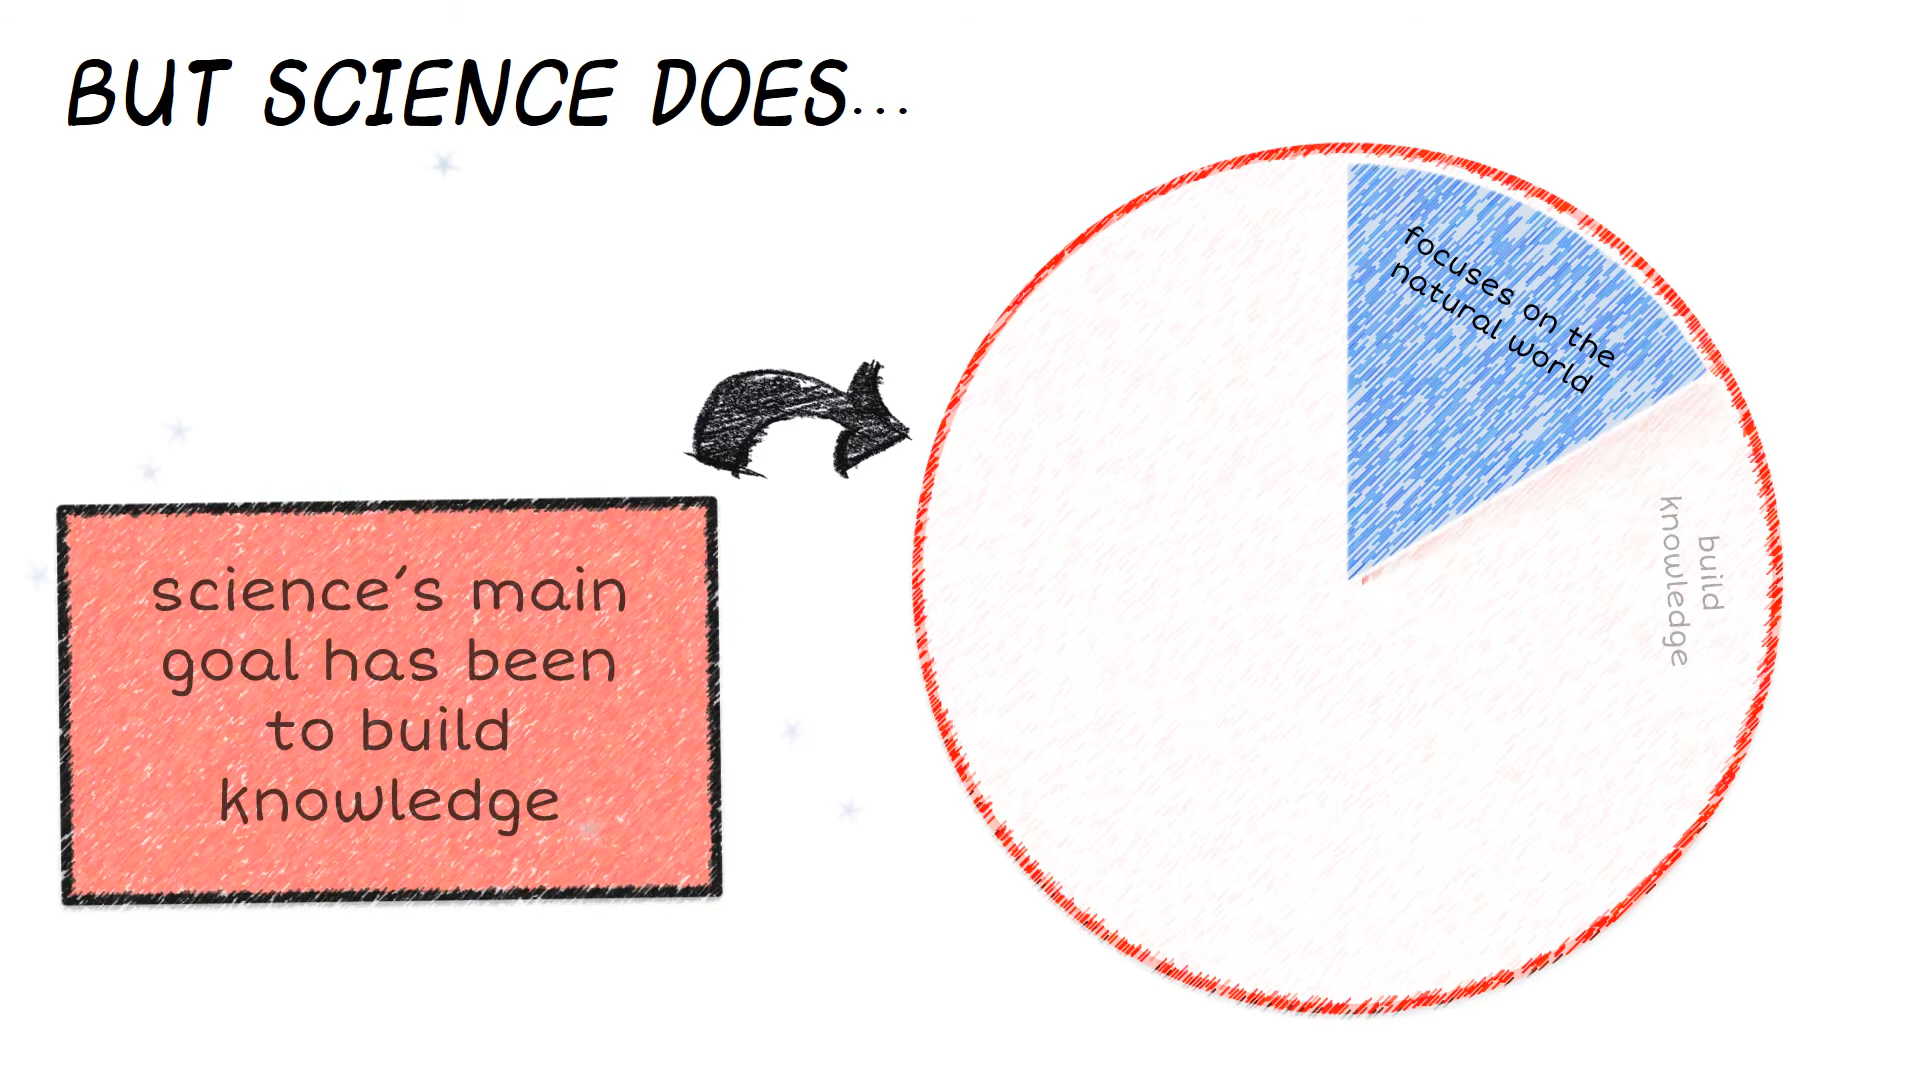 BUT SCIENCE DOES...
science's main
goal has been
to build
knowledge
focuses on the
natural world
build
knowledge